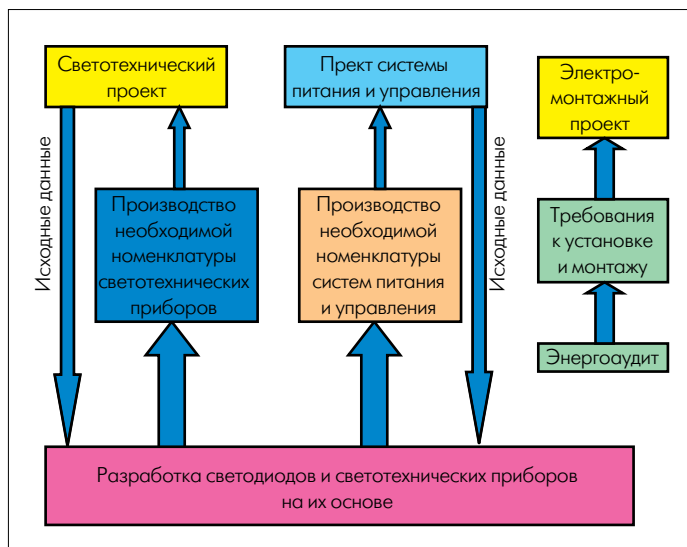 Светотехнический
проект
Прект системы
питания и управления
Электро-
монтажный
проект
Исходные данные
Производство
необходимой
номенклатуры
светотехнических
приборов
Производство
необходимой
номенклатуры
систем питания
и управления
Исходные данные
Требования
к установке
и монтажу
Энергоаудит
Разработка светодиодов и светотехнических приборов
на их основе